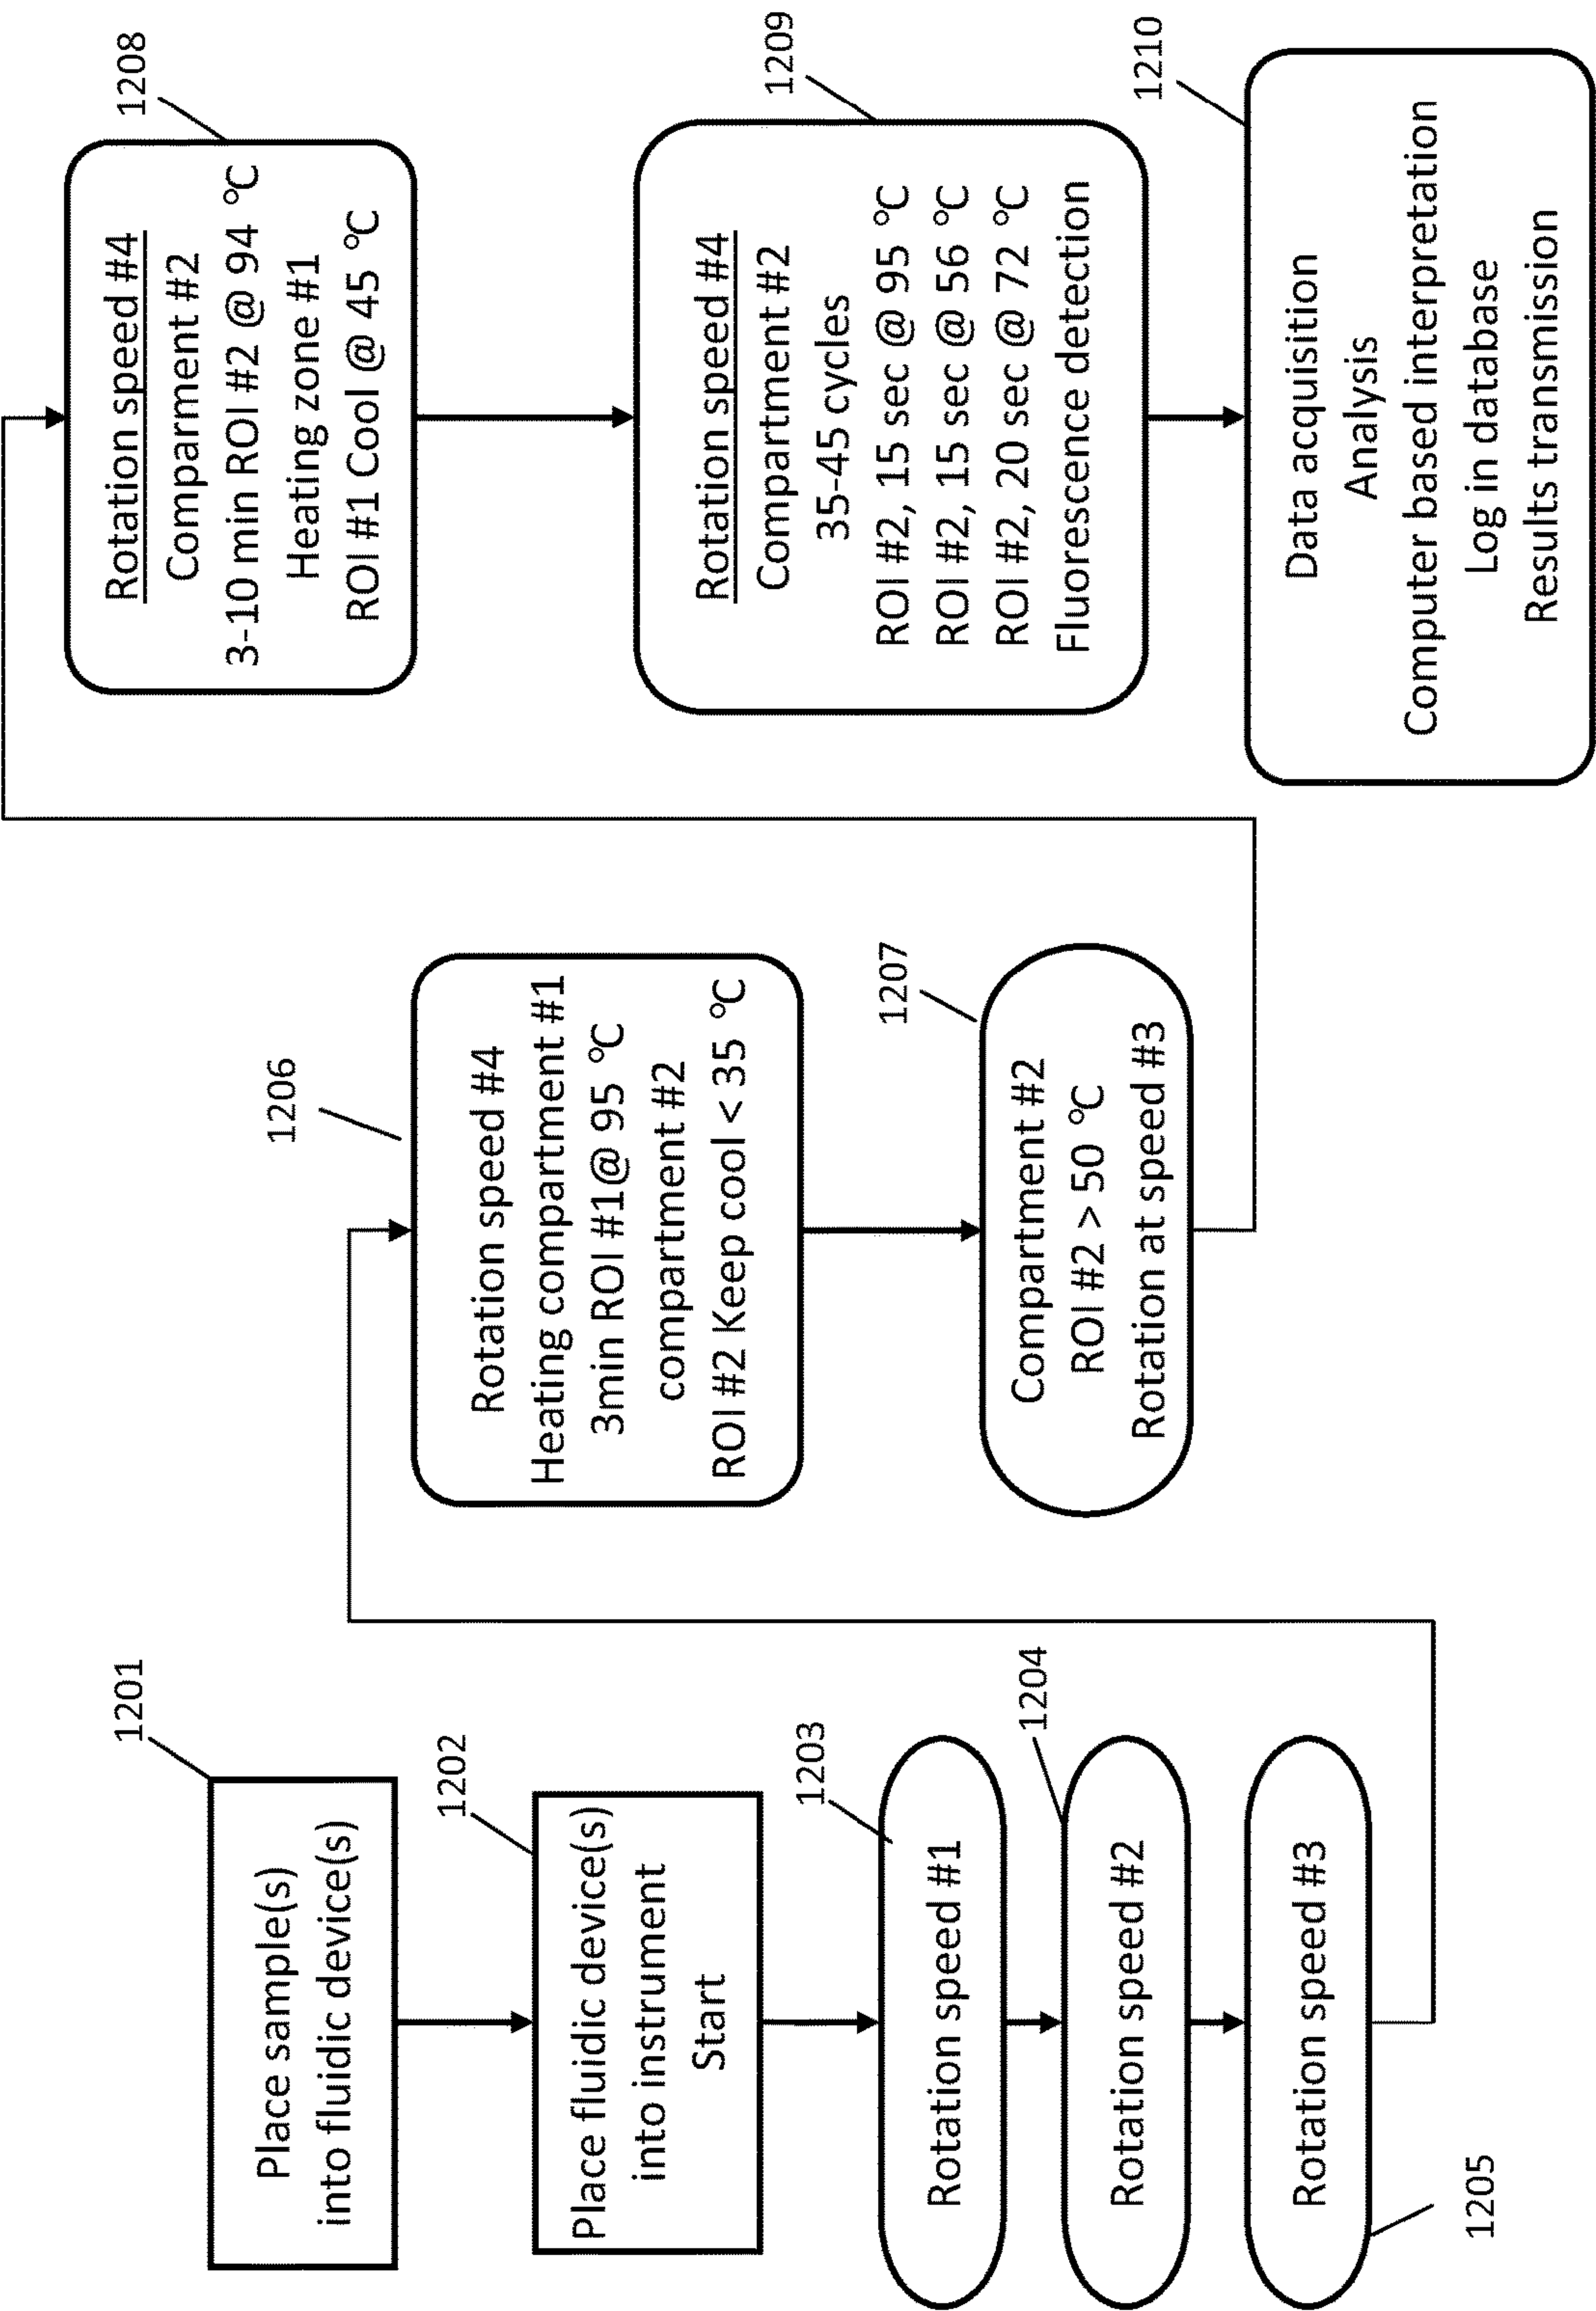 1201
Place sample(s)
into fluidic device(s)
1202
Place fluidic device(s)
into instrument
Start
1203
Rotation speed #1
1204
Rotation speed #2
1205
Rotation speed #3
1206
Rotation speed #4
Heating compartment #1
3min ROI #1@ 95 °C
compartment #2
ROI #2 Keep cool < 35 °C
1207
Compartment #2
ROI #2 > 50 °C
Rotation at speed #3
1208
Rotation speed #4
Comparment #2
3-10 min ROI #2 @ 94 °C
Heating zone #1
ROI #1 Cool @ 45 °C
1209
Rotation speed #4
Compartment #2
35-45 cycles
ROI #2, 15 sec @ 95 °C
ROI #2, 15 sec @ 56 °C
ROI #2, 20 sec @ 72 °C
Fluorescence detection
1210
Data acquisition
Analysis
Computer based interpretation
Log in database
Results transmission